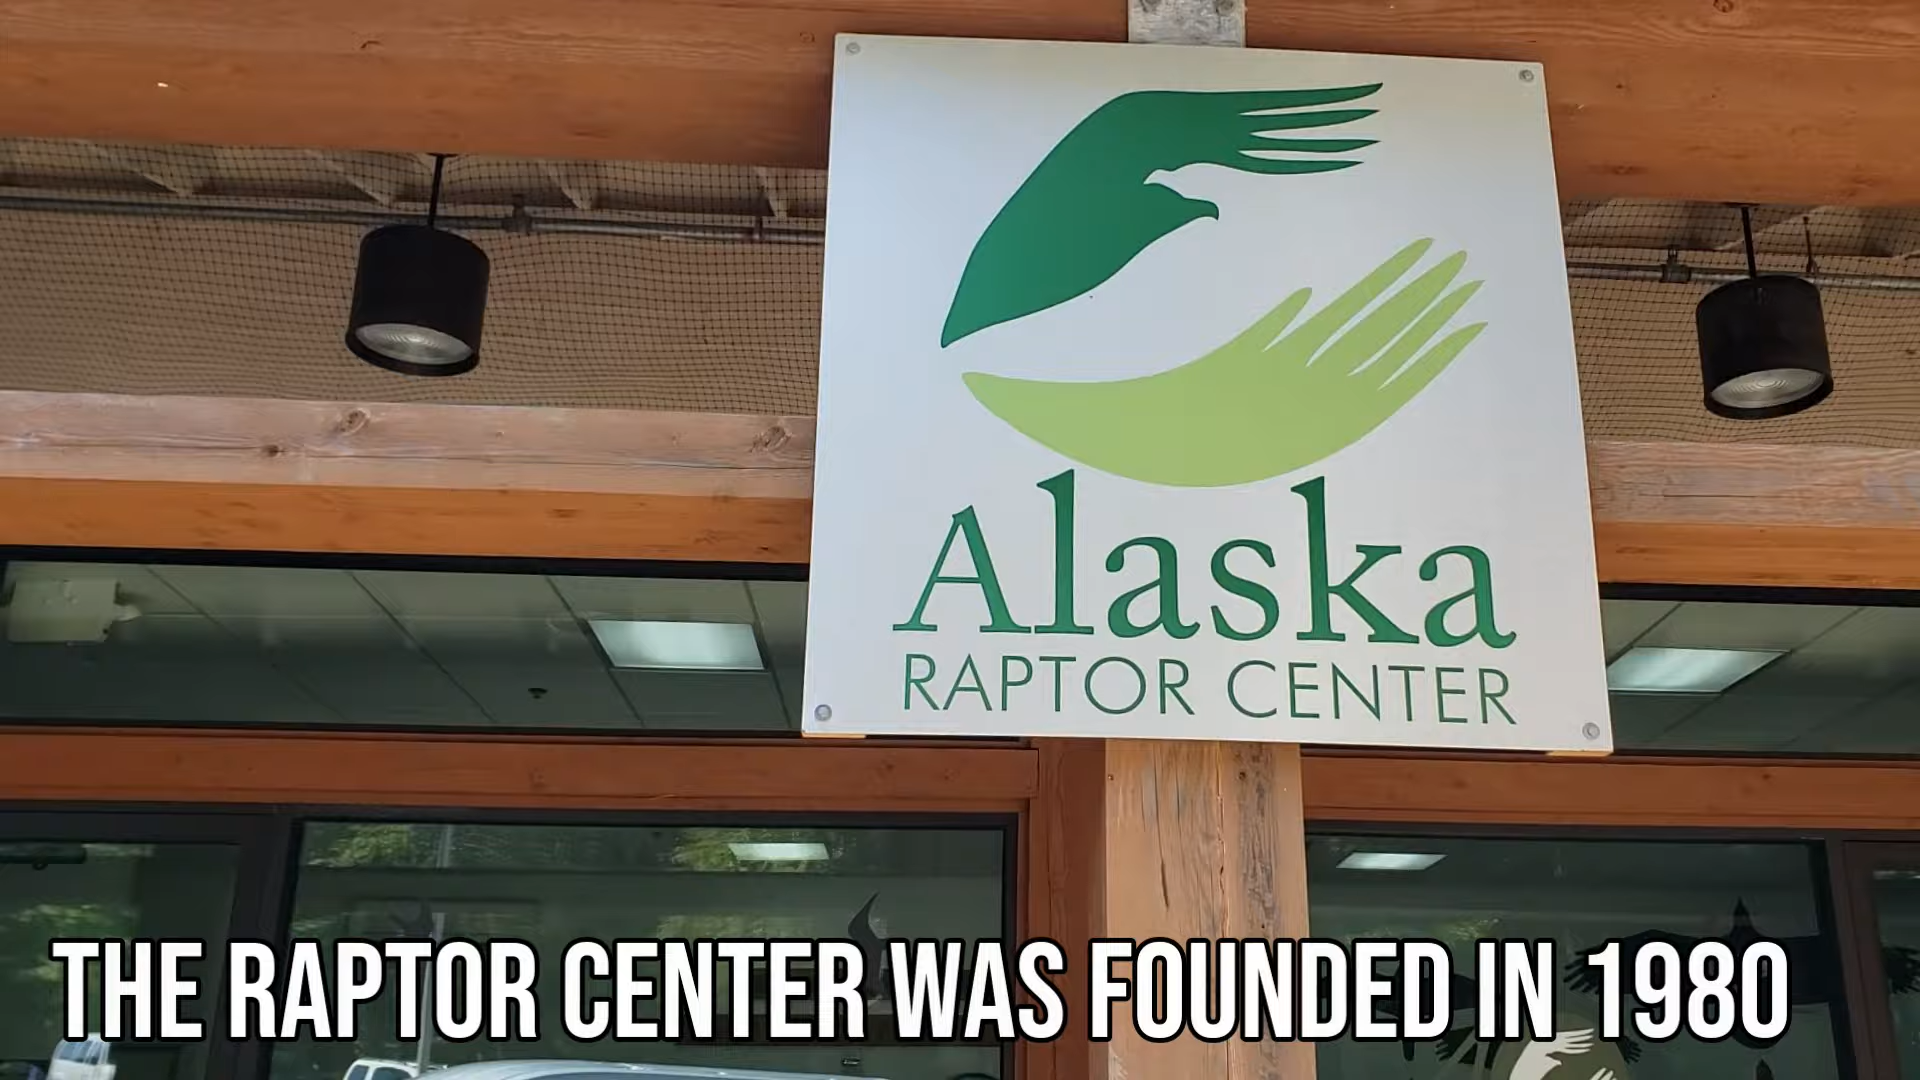 Alaska
RAPTOR CENTER
THE RAPTOR CENTER WAS FOUNDED IN 1980